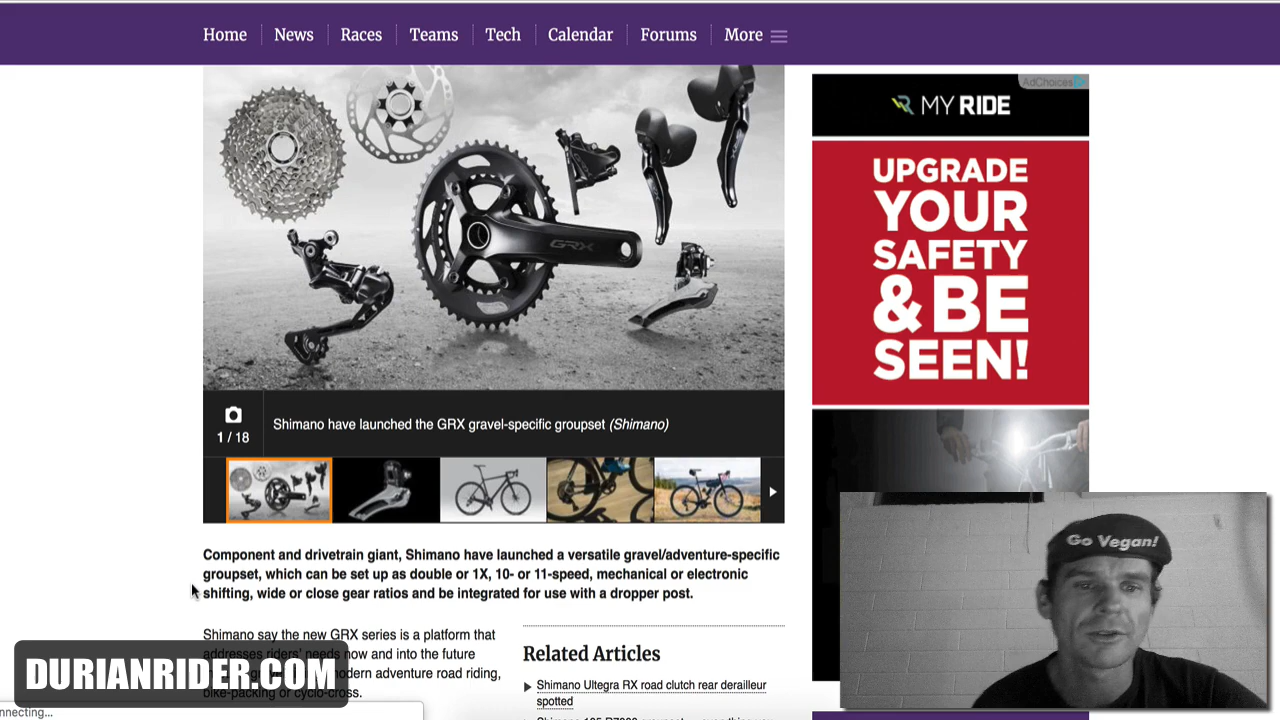 Home News Races Teams Tech Calendar Forums More
AdChoices
MY RIDE
UPGRADE
YOUR
SAFETY
& BE
SEEN!
GRX
1 / 18
Shimano have launched the GRX gravel-specific groupset (Shimano)
Component and drivetrain giant, Shimano have launched a versatile gravel/adventure-specific
groupset, which can be set up as double or 1X, 10- or 11-speed, mechanical or electronic
shifting, wide or close gear ratios and be integrated for use with a dropper post.
Shimano say the new GRX series is a platform that
addresses riders' needs now and into the future
modern adventure road riding,
bike-packing or cyclo-cross.
Related Articles
Shimano Ultegra RX road clutch rear derailleur
spotted
Go Vegan!
DURIANRIDER.COM
nnecting...